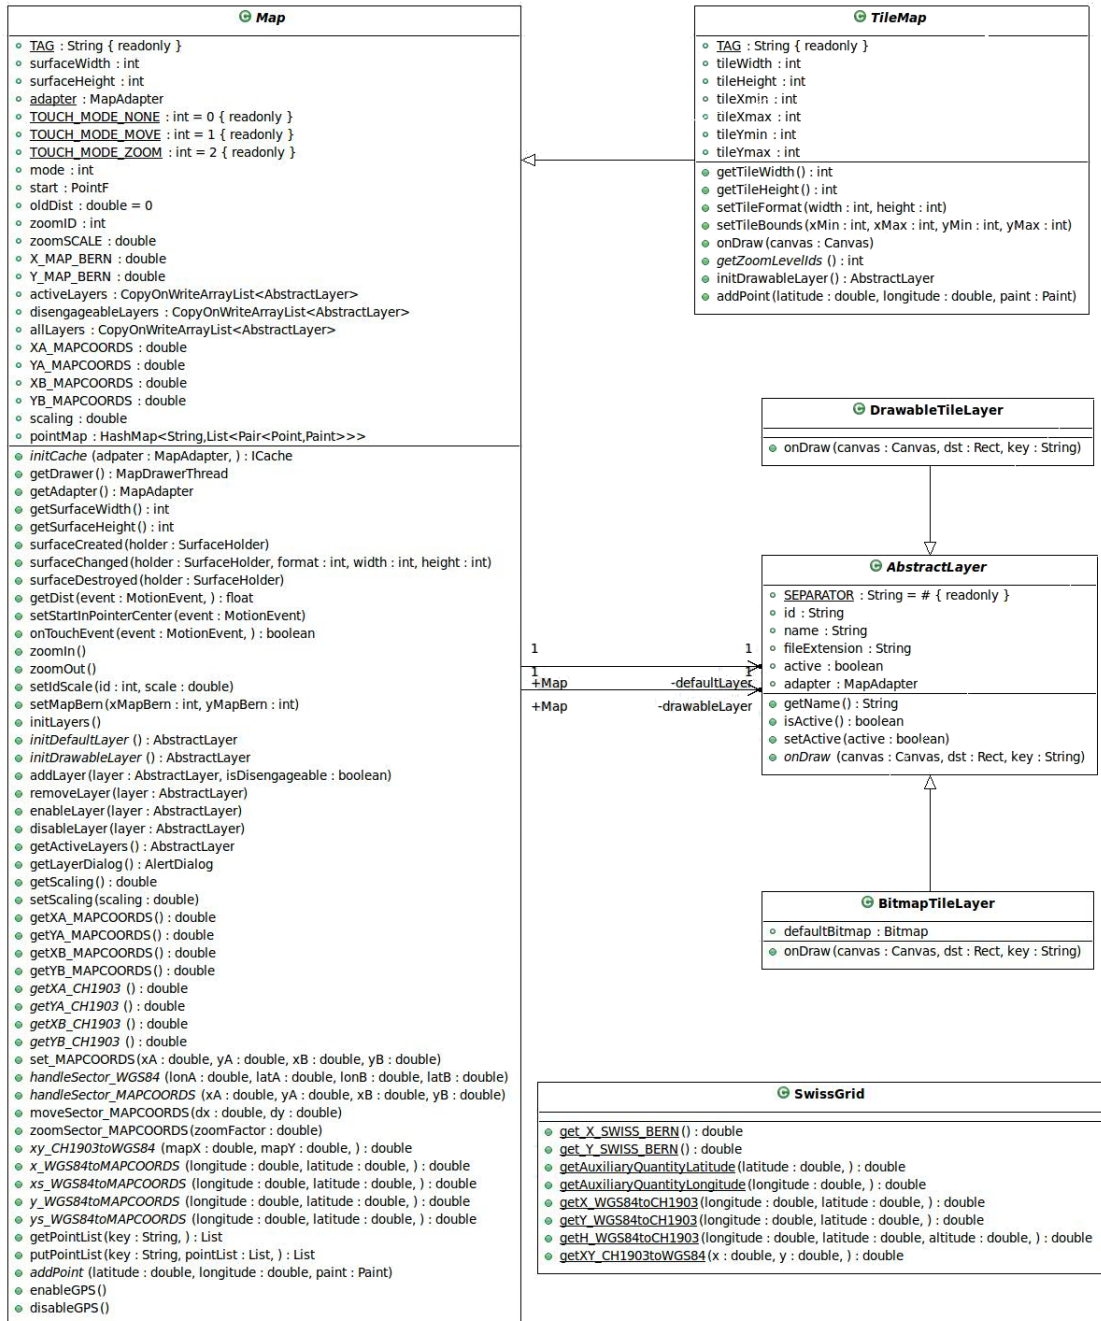 C Map
TAG : String { readonly }
surfaceWidth : int
surfaceHeight : int
adapter : MapAdapter
TOUCH_MODE_NONE : int = 0 { readonly }
TOUCH_MODE_MOVE : int = 1 { readonly }
TOUCH_MODE_ZOOM : int = 2 { readonly }
mode : int
start : PointF
oldDist : double = 0
zoomID : int
zoomSCALE : double
X_MAP_BERN : double
Y_MAP_BERN : double
activeLayers : CopyOnWriteArrayList<AbstractLayer>
disengageableLayers : CopyOnWriteArrayList<AbstractLayer>
allLayers : CopyOnWriteArrayList<AbstractLayer>
XA_MAPCOORDS : double
YA_MAPCOORDS : double
XB_MAPCOORDS : double
YB_MAPCOORDS : double
scaling : double
pointMap : HashMap<String,List<Pair<Point,Paint>>>
initCache (adpater : MapAdapter, ) : ICache
getDrawer() : MapDrawerThread
getAdapter() : MapAdapter
getSurfaceWidth() : int
getSurfaceHeight() : int
surfaceCreated(holder : SurfaceHolder)
surfaceChanged(holder : SurfaceHolder, format : int, width : int, height : int)
surfaceDestroyed(holder : SurfaceHolder)
getDist(event : MotionEvent, ) : float
setStartInPointerCenter(event : MotionEvent)
onTouchEvent(event : MotionEvent, ) : boolean
zoomIn()
zoomOut()
setIdScale(id : int, scale : double)
setMapBern(xMapBern : int, yMapBern : int)
initLayers()
initDefaultLayer () : AbstractLayer
initDrawableLayer () : AbstractLayer
addLayer(layer : AbstractLayer, isDisengageable : boolean)
removeLayer(layer : AbstractLayer)
enableLayer(layer : AbstractLayer)
disableLayer(layer : AbstractLayer)
getActiveLayers() : AbstractLayer
getLayerDialog() : AlertDialog
getScaling() : double
setScaling(scaling : double)
getXA_MAPCOORDS() : double
getYA_MAPCOORDS() : double
getXB_MAPCOORDS() : double
getYB_MAPCOORDS() : double
getXA_CH1903 () : double
getYA_CH1903 () : double
getXB_CH1903 () : double
getYB_CH1903 () : double
set_MAPCOORDS(xA : double, yA : double, xB : double, yB : double)
handleSector_WGS84 (lonA : double, latA : double, lonB : double, latB : double)
handleSector_MAPCOORDS (xA : double, yA : double, xB : double, yB : double)
moveSector_MAPCOORDS(dx : double, dy : double)
zoomSector_MAPCOORDS(zoomFactor : double)
xy_CH1903toWGS84 (mapX : double, mapY : double, ) : double
x_WGS84toMAPCOORDS (longitude : double, latitude : double, ) : double
xs_WGS84toMAPCOORDS (longitude : double, latitude : double, ) : double
y_WGS84toMAPCOORDS (longitude : double, latitude : double, ) : double
ys_WGS84toMAPCOORDS (longitude : double, latitude : double, ) : double
getPointList(key : String, ) : List
putPointList(key : String, pointList : List, ) : List
addPoint (latitude : double, longitude : double, paint : Paint)
enableGPS()
disableGPS()
C TileMap
TAG : String { readonly }
tileWidth : int
tileHeight : int
tileXmin : int
tileXmax : int
tileYmin : int
tileYmax : int
getTileWidth() : int
getTileHeight() : int
setTileFormat(width : int, height : int)
setTileBounds(xMin : int, xMax : int, yMin : int, yMax : int)
onDraw(canvas : Canvas)
getZoomLevelIds () : int
initDrawableLayer() : AbstractLayer
addPoint(latitude : double, longitude : double, paint : Paint)
C DrawableTileLayer
onDraw(canvas : Canvas, dst : Rect, key : String)
C AbstractLayer
SEPARATOR : String = # { readonly }
id : String
name : String
fileExtension : String
active : boolean
adapter : MapAdapter
getName() : String
isActive() : boolean
setActive(active : boolean)
onDraw (canvas : Canvas, dst : Rect, key : String)
1 1
1 1
+Map -defaultLayer
+Map -drawableLayer
C BitmapTileLayer
defaultBitmap : Bitmap
onDraw(canvas : Canvas, dst : Rect, key : String)
C SwissGrid
get_X_SWISS_BERN() : double
get_Y_SWISS_BERN() : double
getAuxiliaryQuantityLatitude(latitude : double, ) : double
getAuxiliaryQuantityLongitude(longitude : double, ) : double
getX_WGS84toCH1903(longitude : double, latitude : double, ) : double
getY_WGS84toCH1903(longitude : double, latitude : double, ) : double
getH_WGS84toCH1903(longitude : double, latitude : double, altitude : double, ) : double
getXY_CH1903toWGS84(x : double, y : double, ) : double